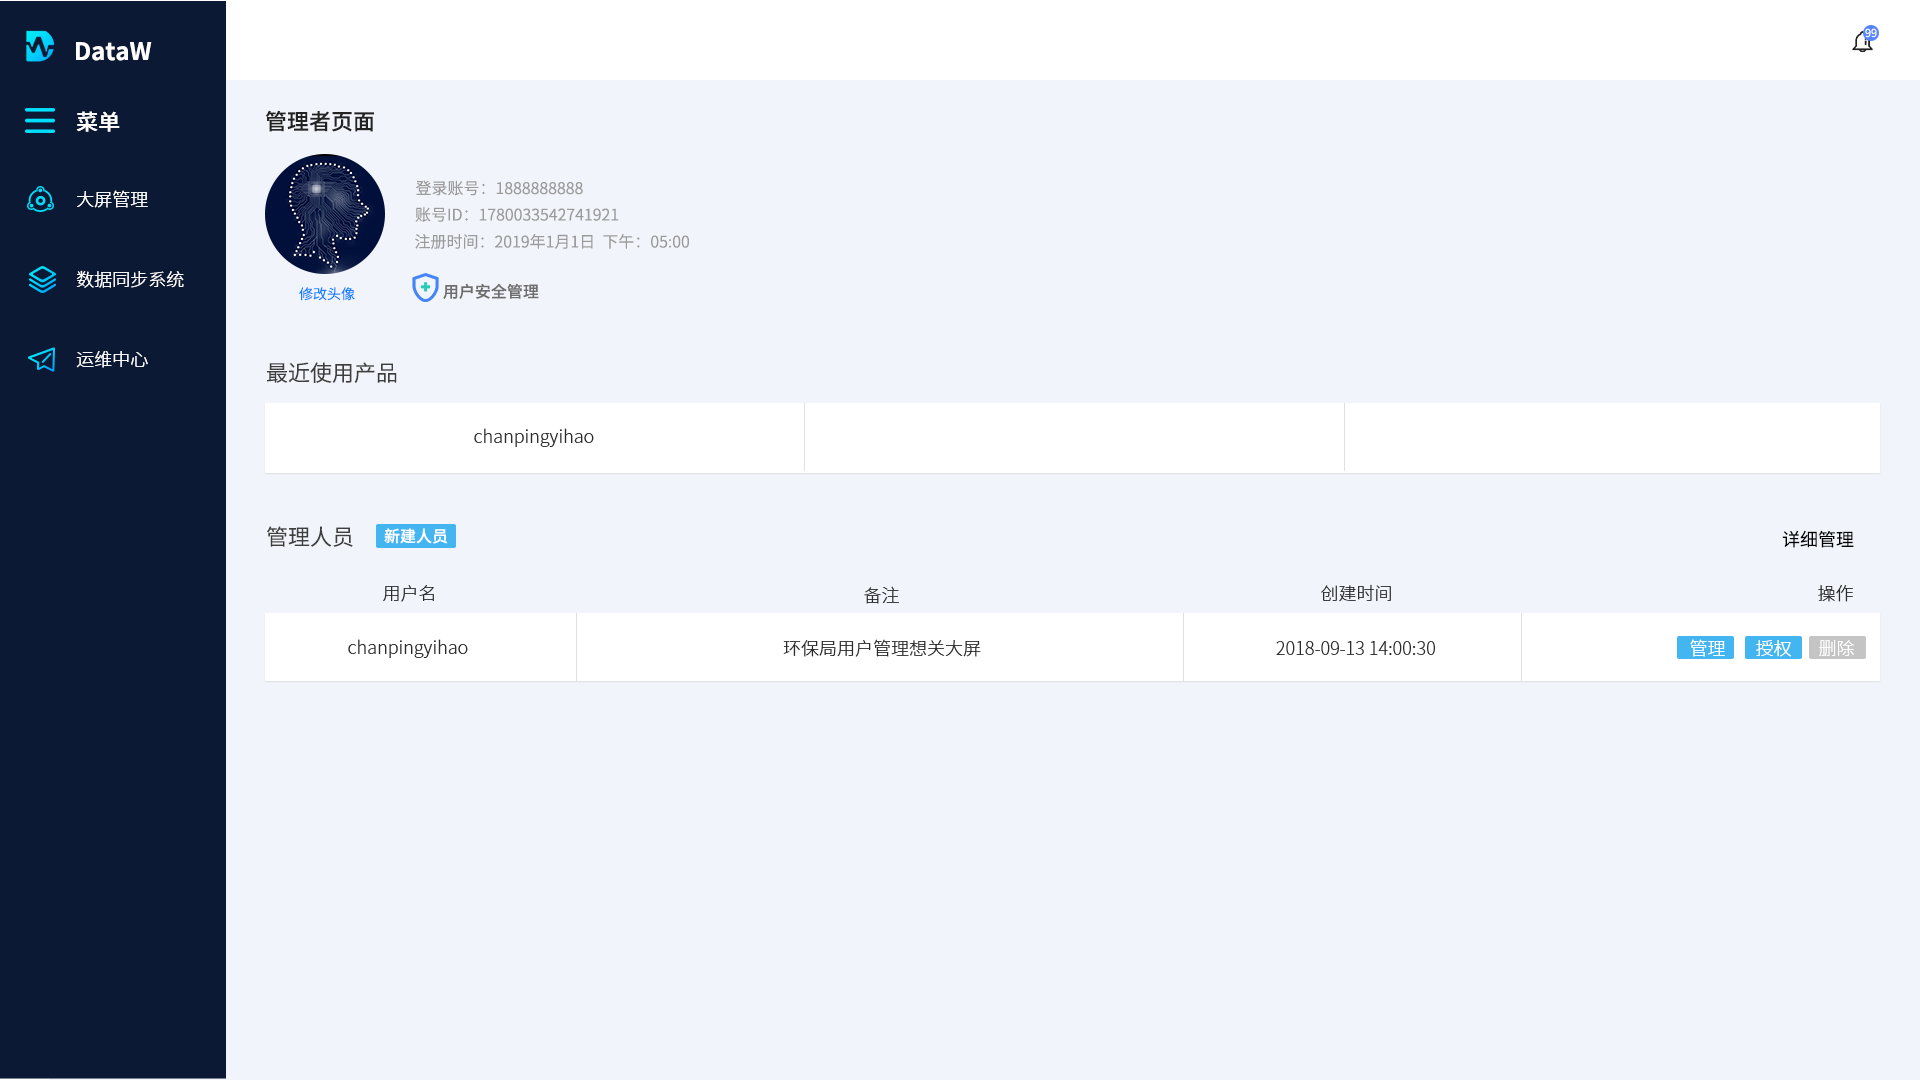 DataW
菜单
大屏管理
数据同步系统
运维中心
99
管理者页面
登录账号：1888888888
账号ID：1780033542741921
注册时间：2019年1月1日 下午：05:00
修改头像
用户安全管理
最近使用产品
chanpingyihao
管理人员 新建人员 详细管理
用户名 备注 创建时间 操作
chanpingyihao 环保局用户管理想关大屏 2018-09-13 14:00:30 管理 授权 删除